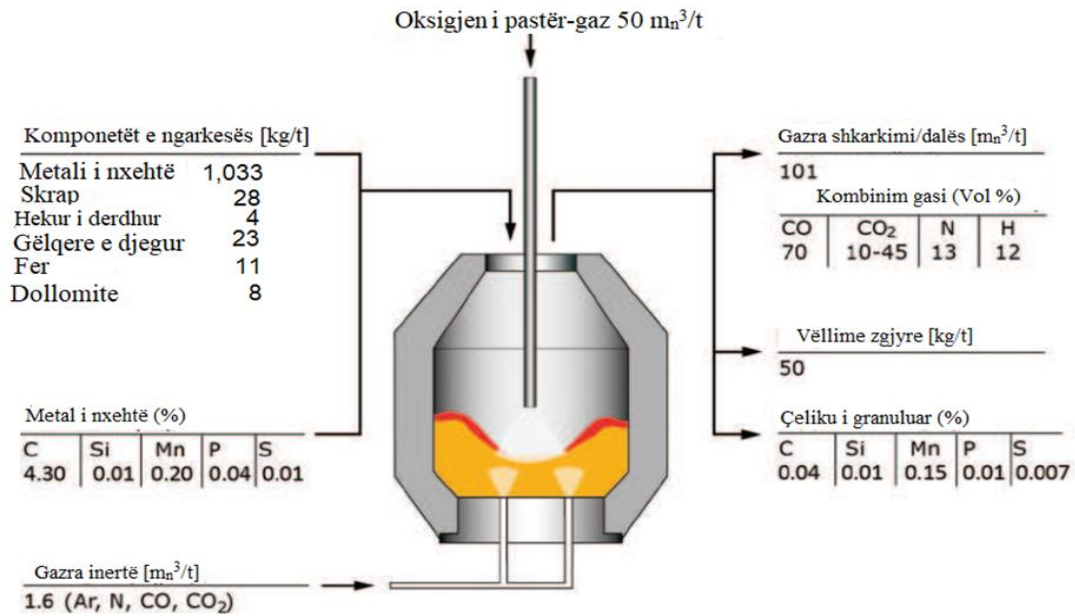 Oksigjen i pastër-gaz 50 mn³/t
Komponetët e ngarkesës [kg/t]
Metali i nxehtë 1,033
Skrap 28
Hekur i derdhur 4
Gëlqere e djegur 23
Fer 11
Dollomite 8
Metal i nxehtë (%)
C Si Mn P S
4.30 0.01 0.20 0.04 0.01
Gazra inertë [mn³/t]
1.6 (Ar, N, CO, CO₂)
Gazra shkarkimi/dalës [mn³/t]
101
Kombinim gasi (Vol %)
CO CO₂ N H
70 10-45 13 12
Vëllime zgjyre [kg/t]
50
Çeliku i granuluar (%)
C Si Mn P S
0.04 0.01 0.15 0.01 0.007